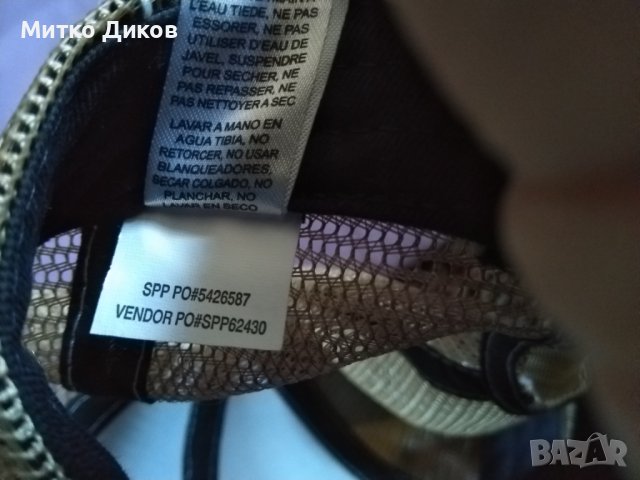 Митко Диков
L'EAU TIEDE, NE PAS
ESSORER, NE PAS
UTILISER D'EAU DE
JAVEL, SUSPENDRE
POUR SECHER, NE
PAS REPASSER, NE
PAS NETTOYER A SEC
LAVAR A MANO EN
AGUA TIBIA, NO
RETORCER, NO USAR
BLANQUEADORES,
SECAR COLGADO, NO
PLANCHAR, NO
LAVAR EN SECO
SPP PO#5426587
VENDOR PO#SPP62430
BAZAR